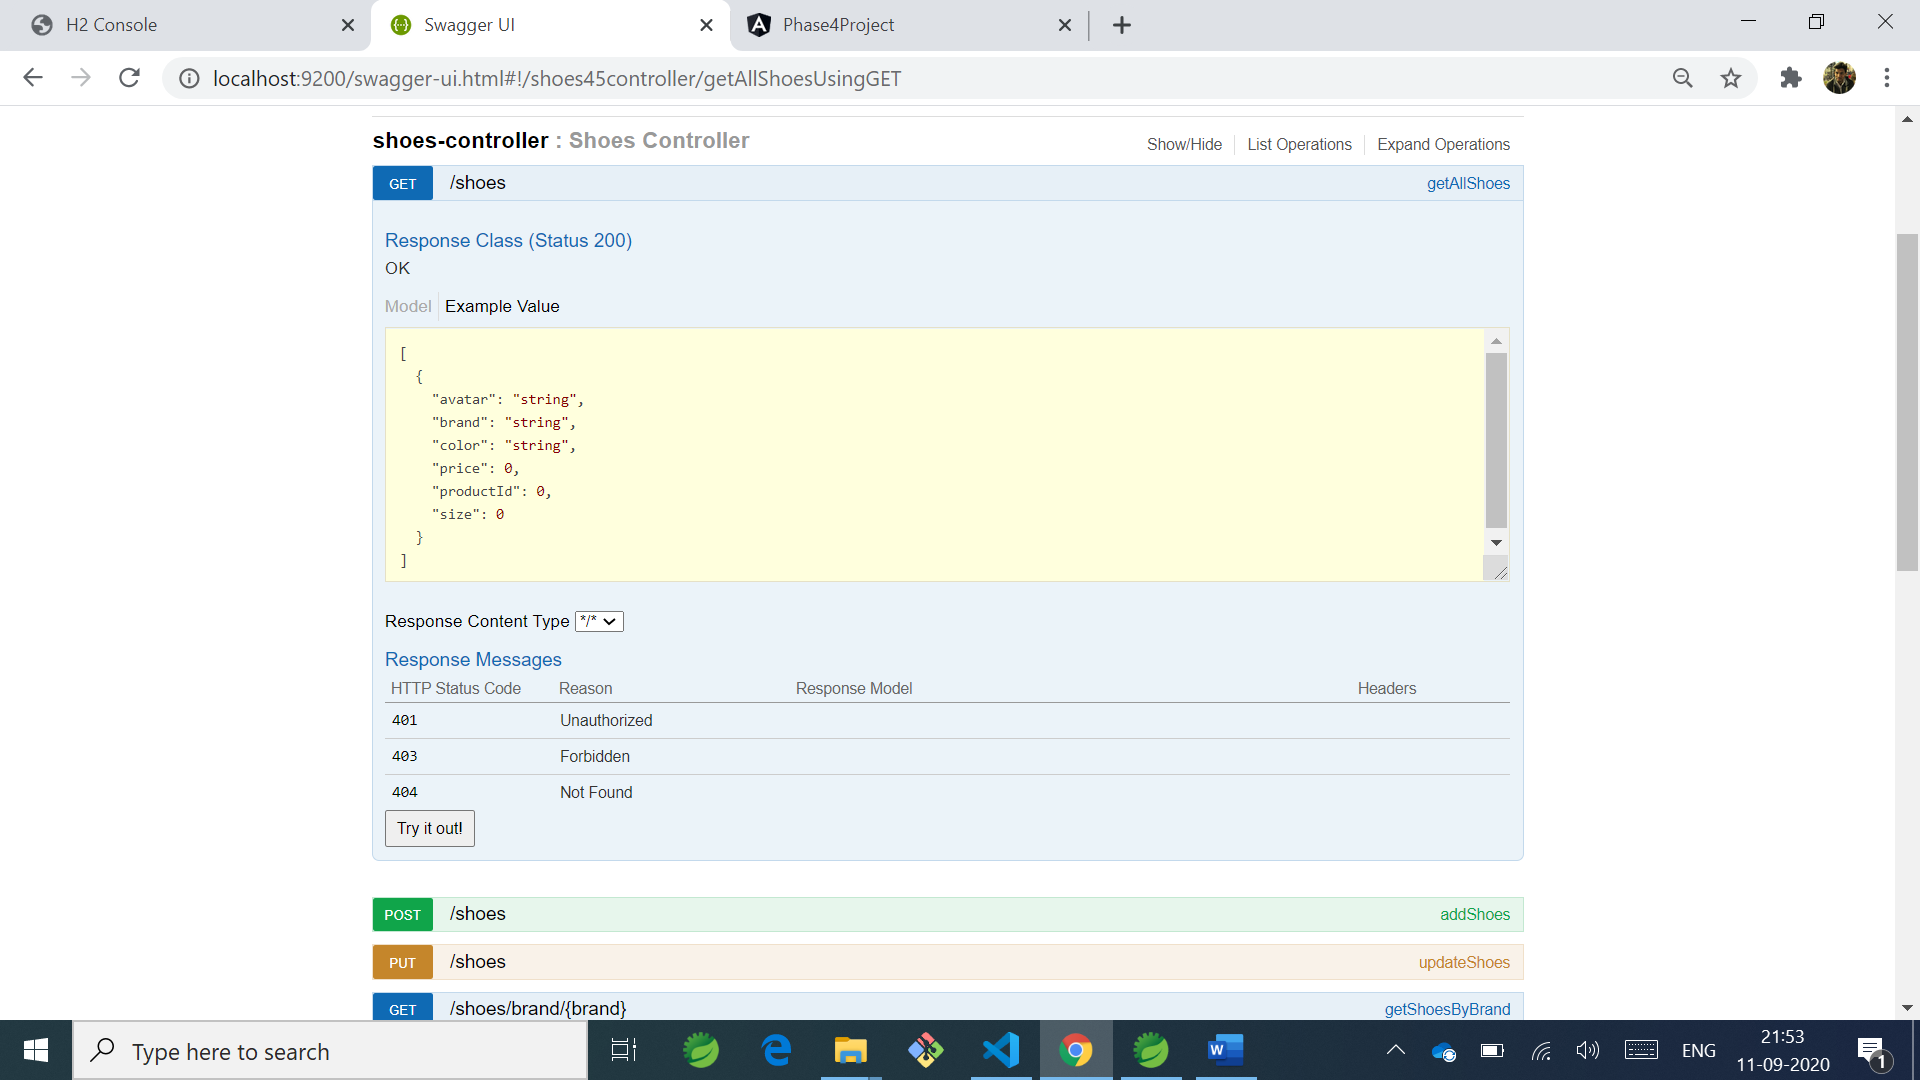 H2 Console
Swagger UI
Phase4Project
localhost:9200/swagger-ui.html#!/shoes45controller/getAllShoesUsingGET
shoes-controller : Shoes Controller
Show/Hide
List Operations
Expand Operations
GET /shoes getAllShoes
Response Class (Status 200)
OK
Model Example Value
[
{
"avatar": "string",
"brand": "string",
"color": "string",
"price": 0,
"productId": 0,
"size": 0
}
]
Response Content Type */*
Response Messages
HTTP Status Code Reason Response Model Headers
401 Unauthorized
403 Forbidden
404 Not Found
Try it out!
POST /shoes addShoes
PUT /shoes updateShoes
GET /shoes/brand/{brand} getShoesByBrand
Type here to search
W
ENG
21:53
11-09-2020
1